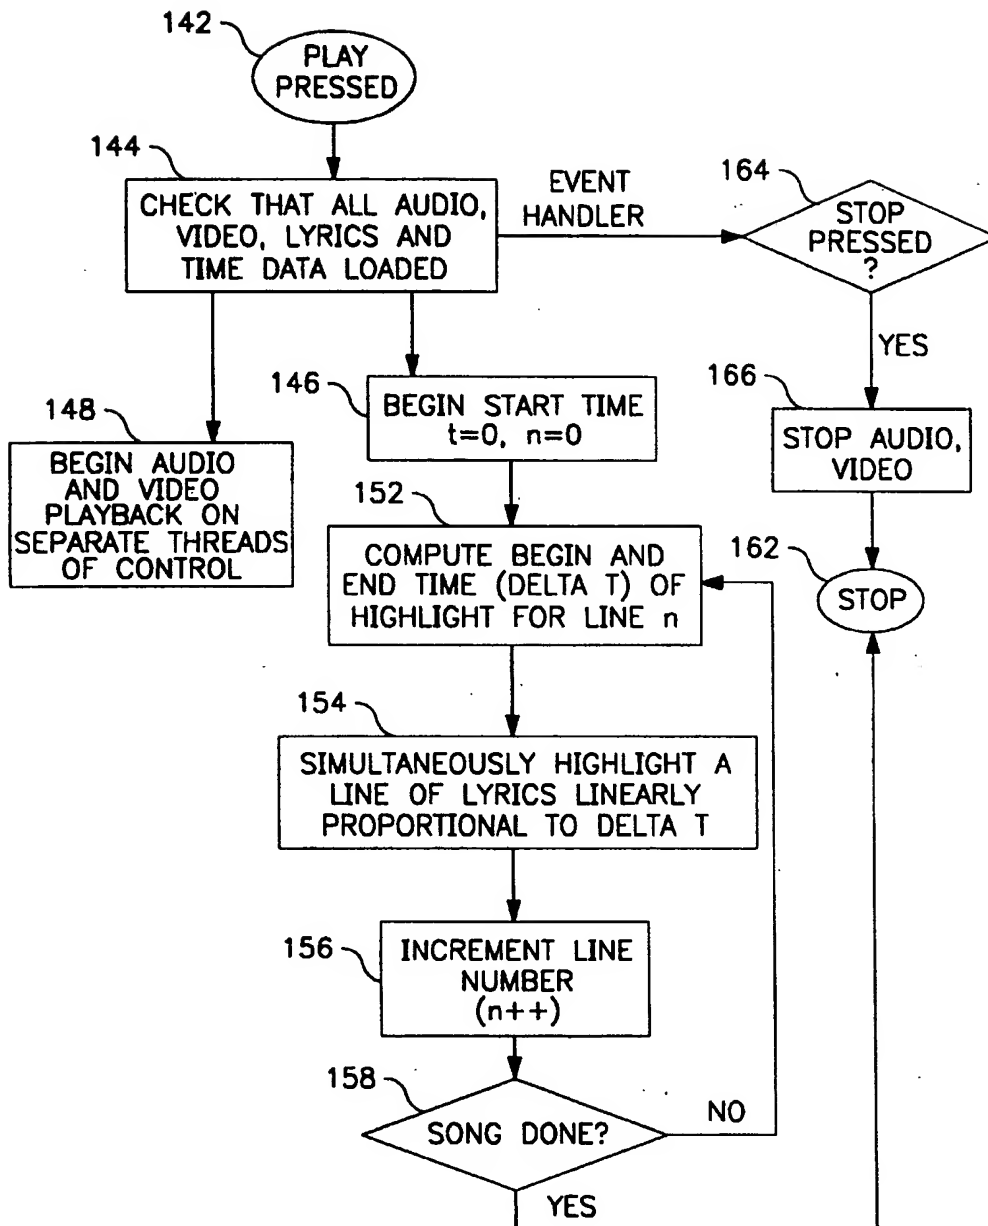 142
PLAY
PRESSED
144
CHECK THAT ALL AUDIO,
VIDEO, LYRICS AND
TIME DATA LOADED
EVENT
HANDLER
164
STOP
PRESSED
?
YES
166
STOP AUDIO,
VIDEO
162
STOP
148
BEGIN AUDIO
AND VIDEO
PLAYBACK ON
SEPARATE THREADS
OF CONTROL
146
BEGIN START TIME
t=0, n=0
152
COMPUTE BEGIN AND
END TIME (DELTA T) OF
HIGHLIGHT FOR LINE n
154
SIMULTANEOUSLY HIGHLIGHT A
LINE OF LYRICS LINEARLY
PROPORTIONAL TO DELTA T
156
INCREMENT LINE
NUMBER
(n++)
158
SONG DONE?
NO
YES